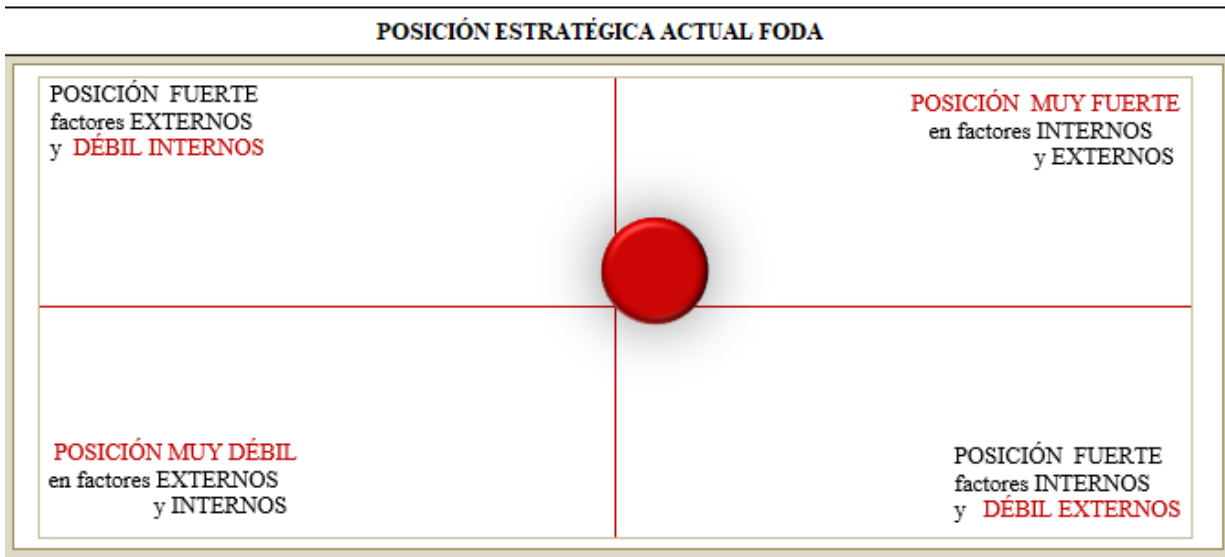 POSICIÓN ESTRATÉGICA ACTUAL FODA
POSICIÓN FUERTE
factores EXTERNOS
y DÉBIL INTERNOS
POSICIÓN MUY FUERTE
en factores INTERNOS
y EXTERNOS
POSICIÓN MUY DÉBIL
en factores EXTERNOS
y INTERNOS
POSICIÓN FUERTE
factores INTERNOS
y DÉBIL EXTERNOS